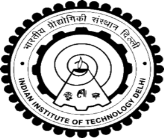 भारतीय प्रौद्योगिकी संस्थान दिल्ली
INDIAN INSTITUTE OF TECHNOLOGY DELHI